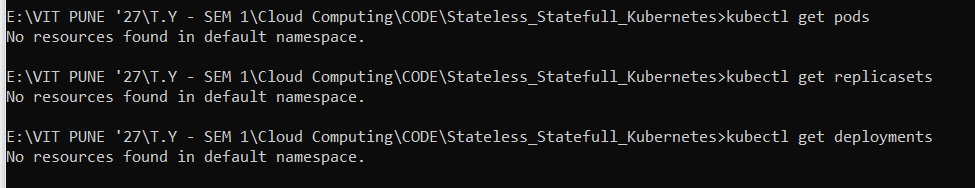 E:\VIT PUNE '27\T.Y - SEM 1\Cloud Computing\CODE\Stateless_Statefull_Kubernetes>kubectl get pods
No resources found in default namespace.
E:\VIT PUNE '27\T.Y - SEM 1\Cloud Computing\CODE\Stateless_Statefull_Kubernetes>kubectl get replicasets
No resources found in default namespace.
E:\VIT PUNE '27\T.Y - SEM 1\Cloud Computing\CODE\Stateless_Statefull_Kubernetes>kubectl get deployments
No resources found in default namespace.